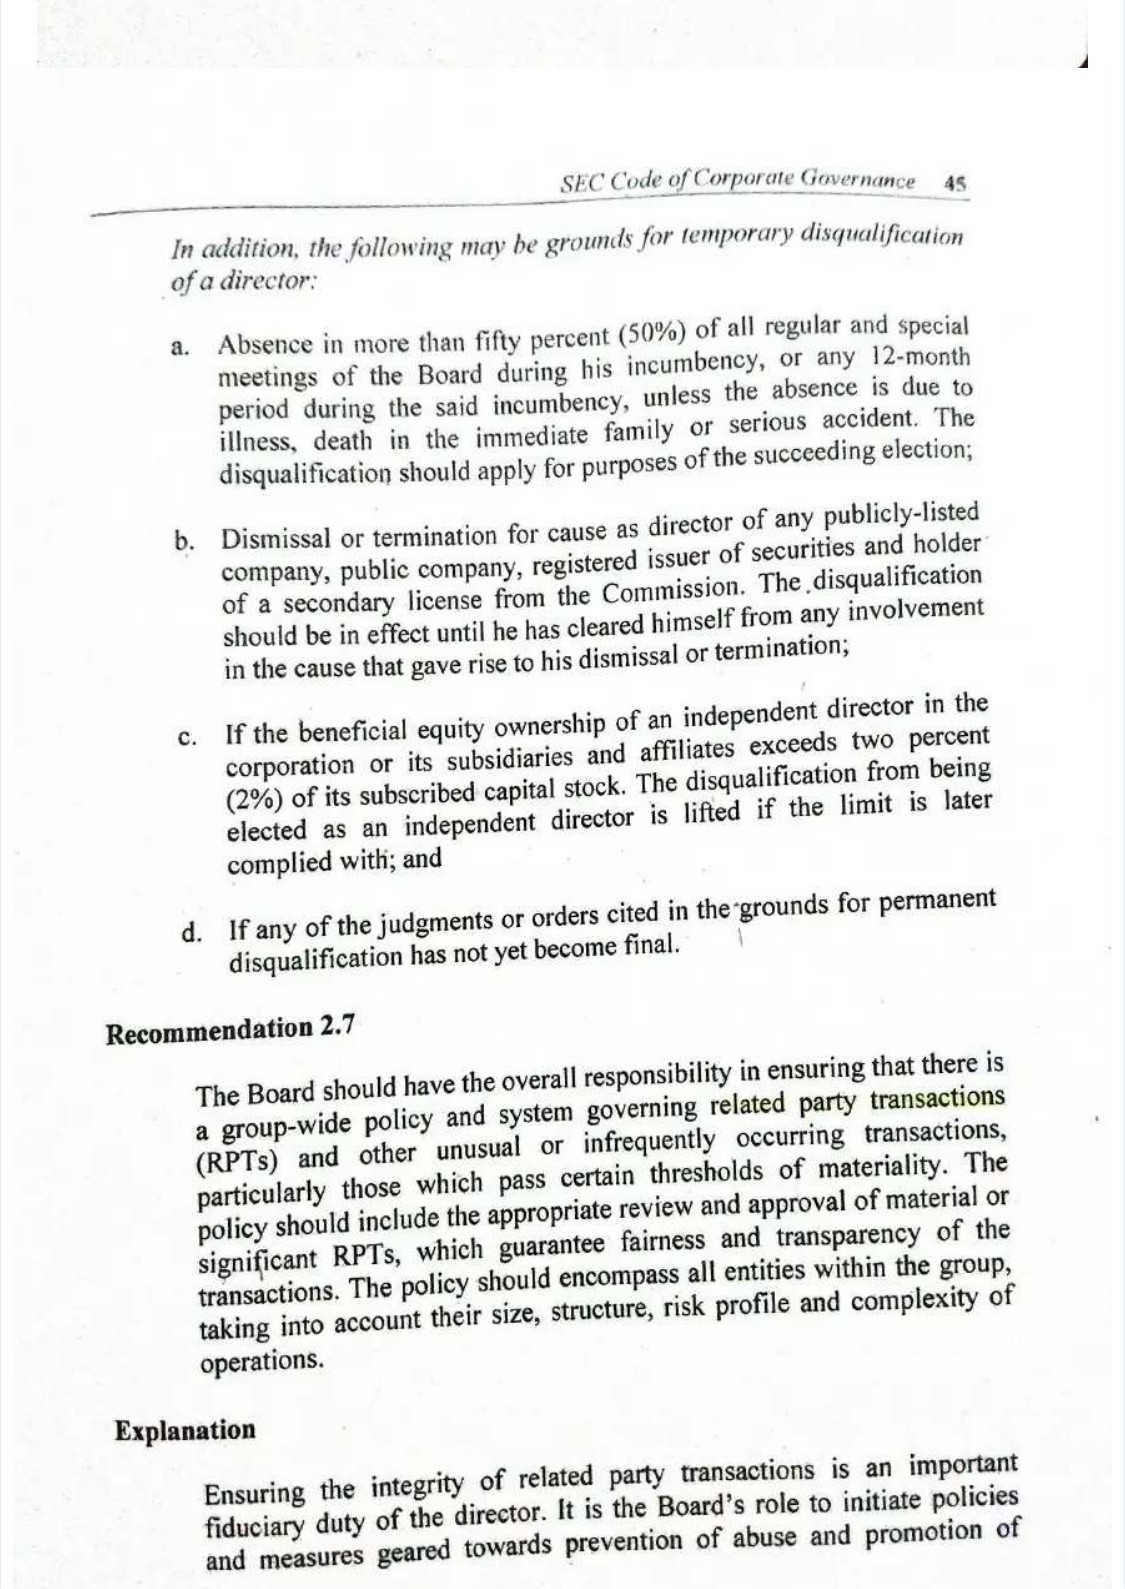 SEC Code of Corporate Governance 45
In addition, the following may be grounds for temporary disqualification
of a director:
a. Absence in more than fifty percent (50%) of all regular and special
meetings of the Board during his incumbency, or any 12-month
period during the said incumbency, unless the absence is due to
illness, death in the immediate family or serious accident. The
disqualification should apply for purposes of the succeeding election;
b. Dismissal or termination for cause as director of any publicly-listed
company, public company, registered issuer of securities and holder
of a secondary license from the Commission. The disqualification
should be in effect until he has cleared himself from any involvement
in the cause that gave rise to his dismissal or termination;
c. If the beneficial equity ownership of an independent director in the
corporation or its subsidiaries and affiliates exceeds two percent
(2%) of its subscribed capital stock. The disqualification from being
elected as an independent director is lifted if the limit is later
complied with; and
d. If any of the judgments or orders cited in the grounds for permanent
disqualification has not yet become final.
Recommendation 2.7
The Board should have the overall responsibility in ensuring that there is
a group-wide policy and system governing related party transactions
(RPTs) and other unusual or infrequently occurring transactions,
particularly those which pass certain thresholds of materiality. The
policy should include the appropriate review and approval of material or
significant RPTs, which guarantee fairness and transparency of the
transactions. The policy should encompass all entities within the group,
taking into account their size, structure, risk profile and complexity of
operations.
Explanation
Ensuring the integrity of related party transactions is an important
fiduciary duty of the director. It is the Board's role to initiate policies
and measures geared towards prevention of abuse and promotion of